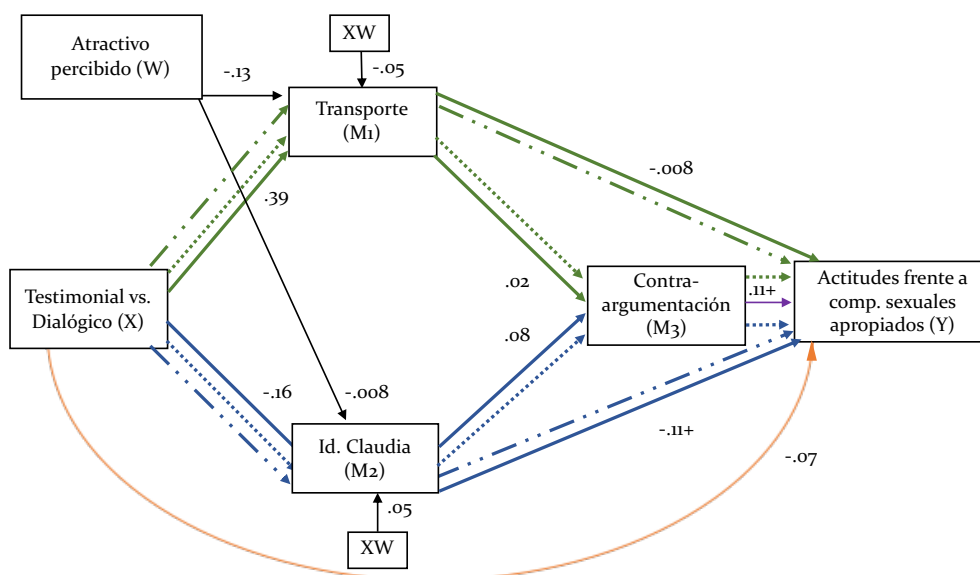 Atractivo
percibido (W)
-.13
XW
-.05
Transporte
(M1)
-.008
.39
Testimonial vs.
Dialógico (X)
.02
Contra-
argumentación
(M3)
.11+
Actitudes frente a
comp. sexuales
apropiados (Y)
.08
-.16
-.008
Id. Claudia
(M2)
-.11+
-.07
.05
XW